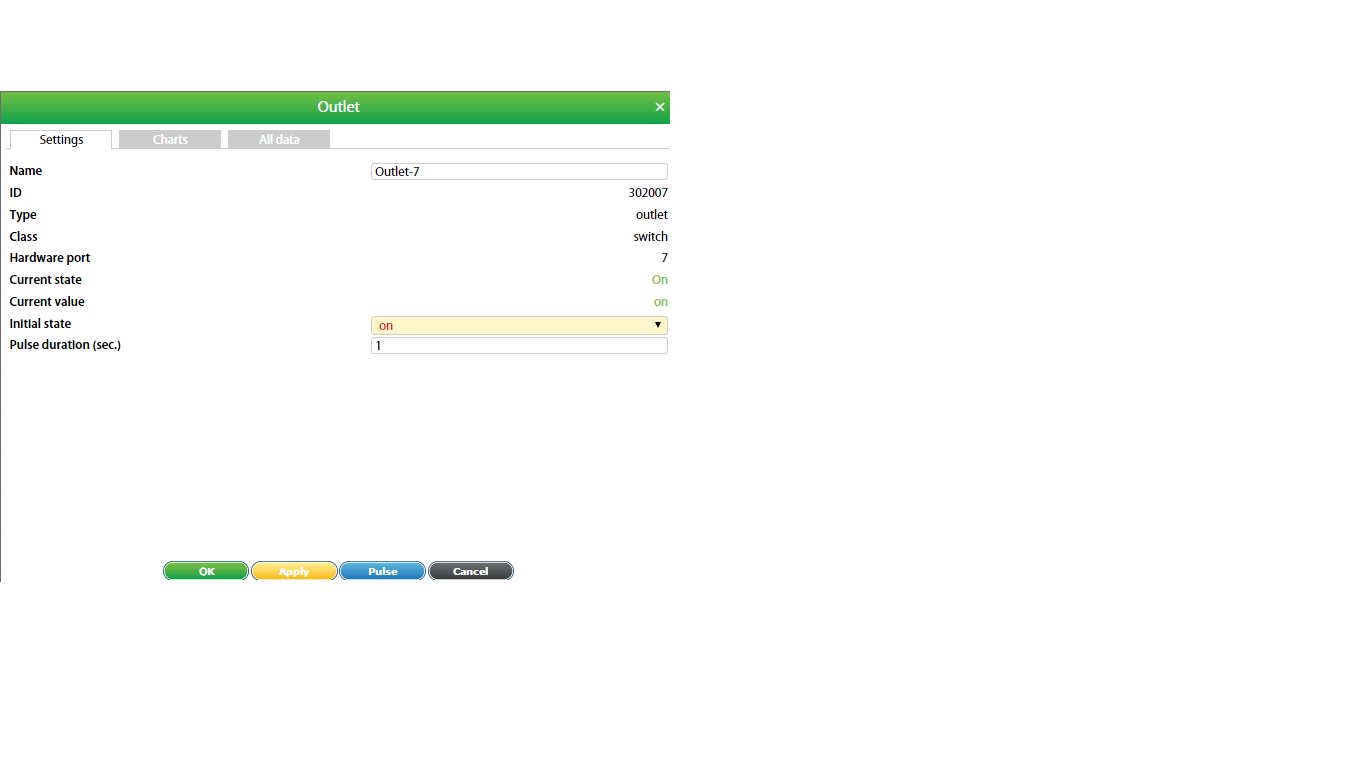 Outlet ×
Settings Charts All data
Name Outlet-7
ID 302007
Type outlet
Class switch
Hardware port 7
Current state On
Current value on
Initial state on
Pulse duration (sec.) 1
OK Apply Pulse Cancel